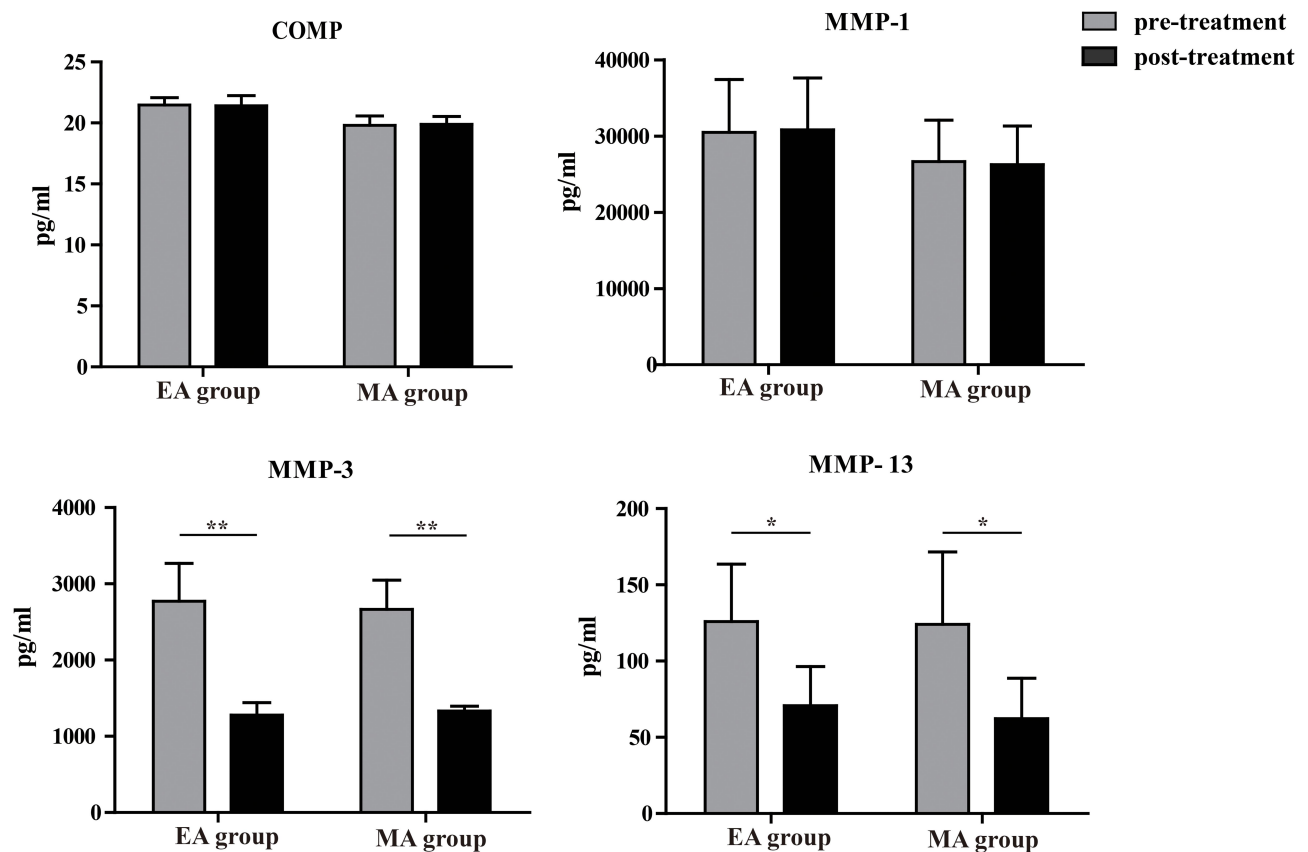 COMP
25
20
15
10
5
0
pg/ml
EA group
MA group
MMP-1
40000
30000
20000
10000
0
pg/ml
EA group
MA group
pre-treatment
post-treatment
MMP-3
4000
3000
2000
1000
0
pg/ml
**
**
EA group
MA group
MMP- 13
200
150
100
50
0
pg/ml
*
*
EA group
MA group